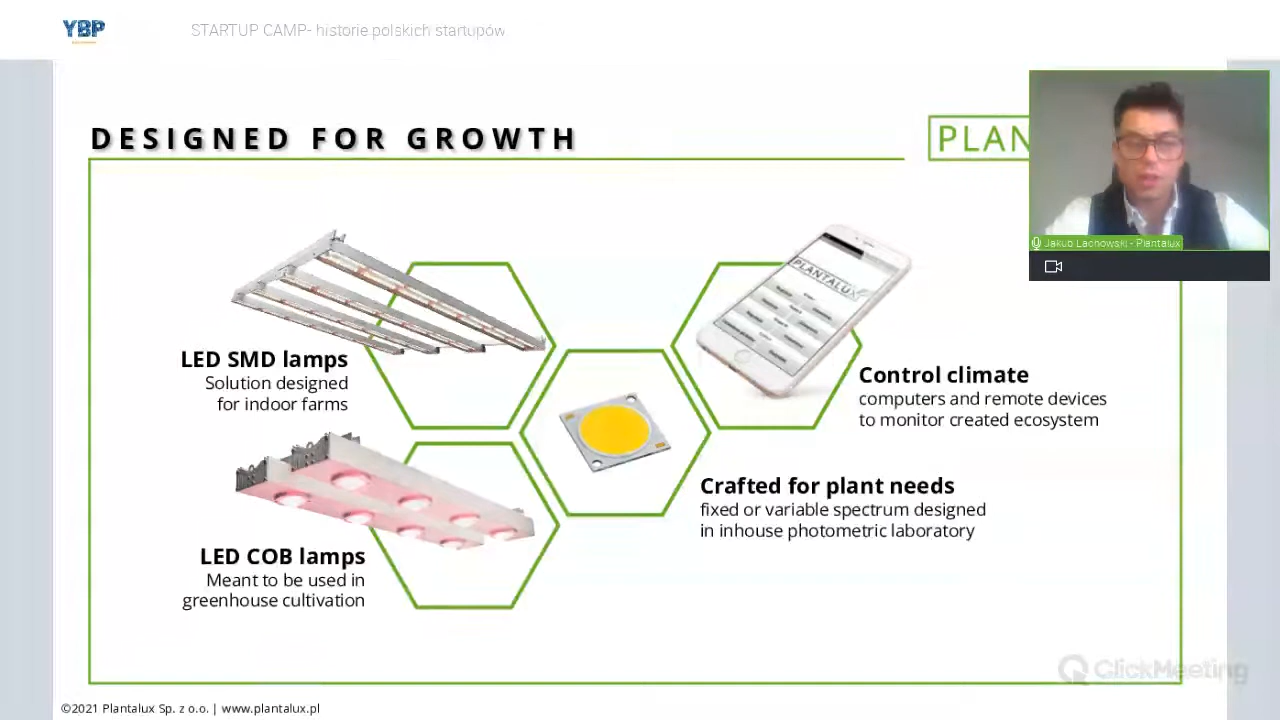 YBP
STARTUP CAMP- historie polskich startupów
DESIGNED FOR GROWTH
PLAN
Jakub Lachowski - Plantalux
PLANTALUX
LED SMD lamps
Solution designed
for indoor farms
Control climate
computers and remote devices
to monitor created ecosystem
Crafted for plant needs
fixed or variable spectrum designed
in inhouse photometric laboratory
LED COB lamps
Meant to be used in
greenhouse cultivation
ClickMeeting
©2021 Plantalux Sp. z o.o. | www.plantalux.pl